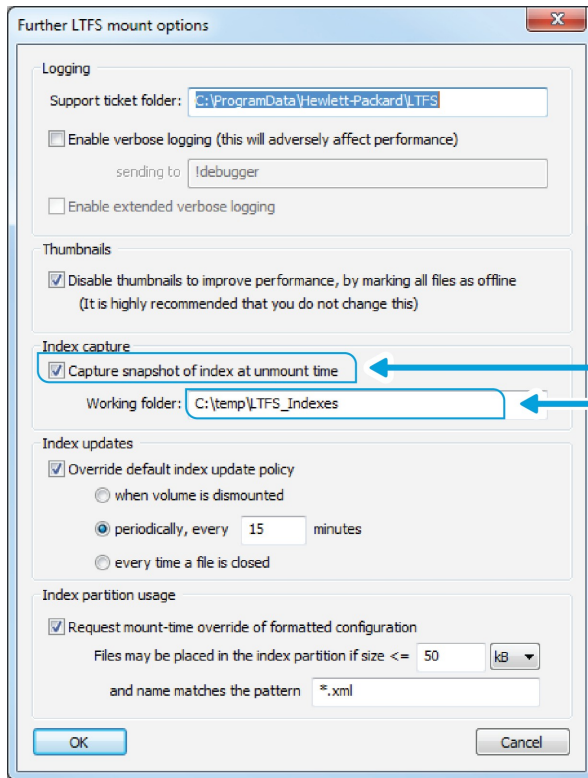 Further LTFS mount options
Logging
Support ticket folder: C:\ProgramData\Hewlett-Packard\LTFS
Enable verbose logging (this will adversely affect performance)
sending to !debugger
Enable extended verbose logging
Thumbnails
Disable thumbnails to improve performance, by marking all files as offline
(It is highly recommended that you do not change this)
Index capture
Capture snapshot of index at unmount time
Working folder: C:\temp\LTFS_Indexes
Index updates
Override default index update policy
when volume is dismounted
periodically, every 15 minutes
every time a file is closed
Index partition usage
Request mount-time override of formatted configuration
Files may be placed in the index partition if size <= 50 kB
and name matches the pattern *.xml
OK Cancel